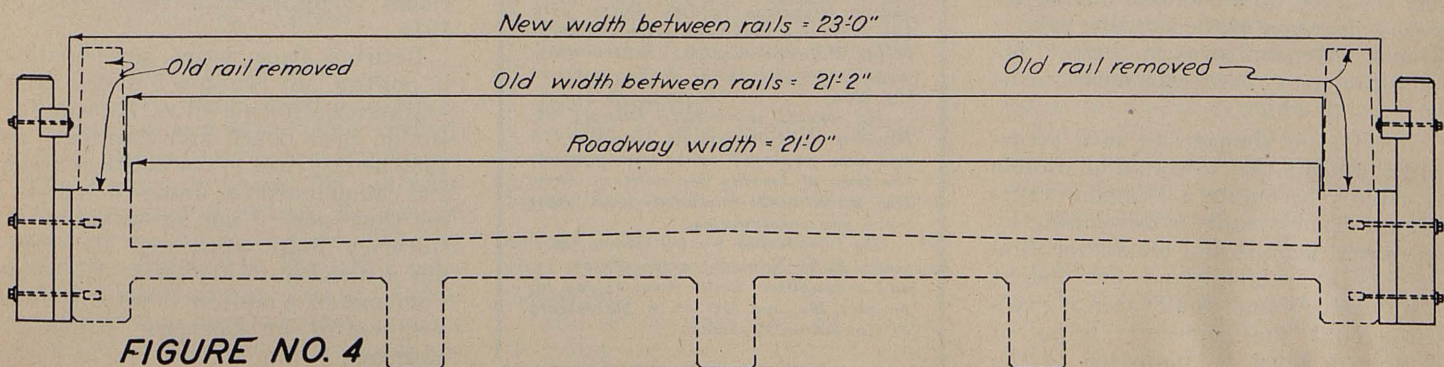 New width between rails = 23'-0"
Old rail removed
Old rail removed
Old width between rails = 21'-2"
Roadway width = 21'-0"
FIGURE NO. 4